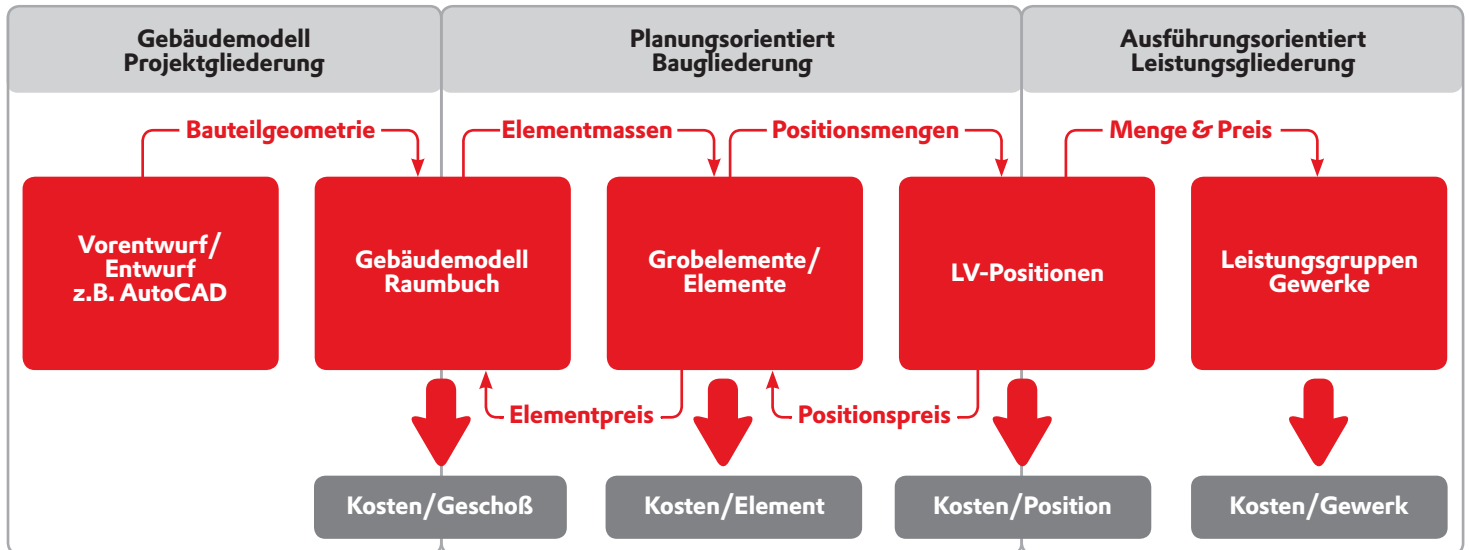 Gebäudemodell
Projektgliederung
Planungsorientiert
Baugliederung
Ausführungsorientiert
Leistungsgliederung
Bauteilgeometrie
Elementmassen
Positionsmengen
Menge & Preis
Vorentwurf/
Entwurf
z.B. AutoCAD
Gebäudemodell
Raumbuch
Grobelemente/
Elemente
LV-Positionen
Leistungsgruppen
Gewerke
Elementpreis
Positionspreis
Kosten/Geschoß
Kosten/Element
Kosten/Position
Kosten/Gewerk